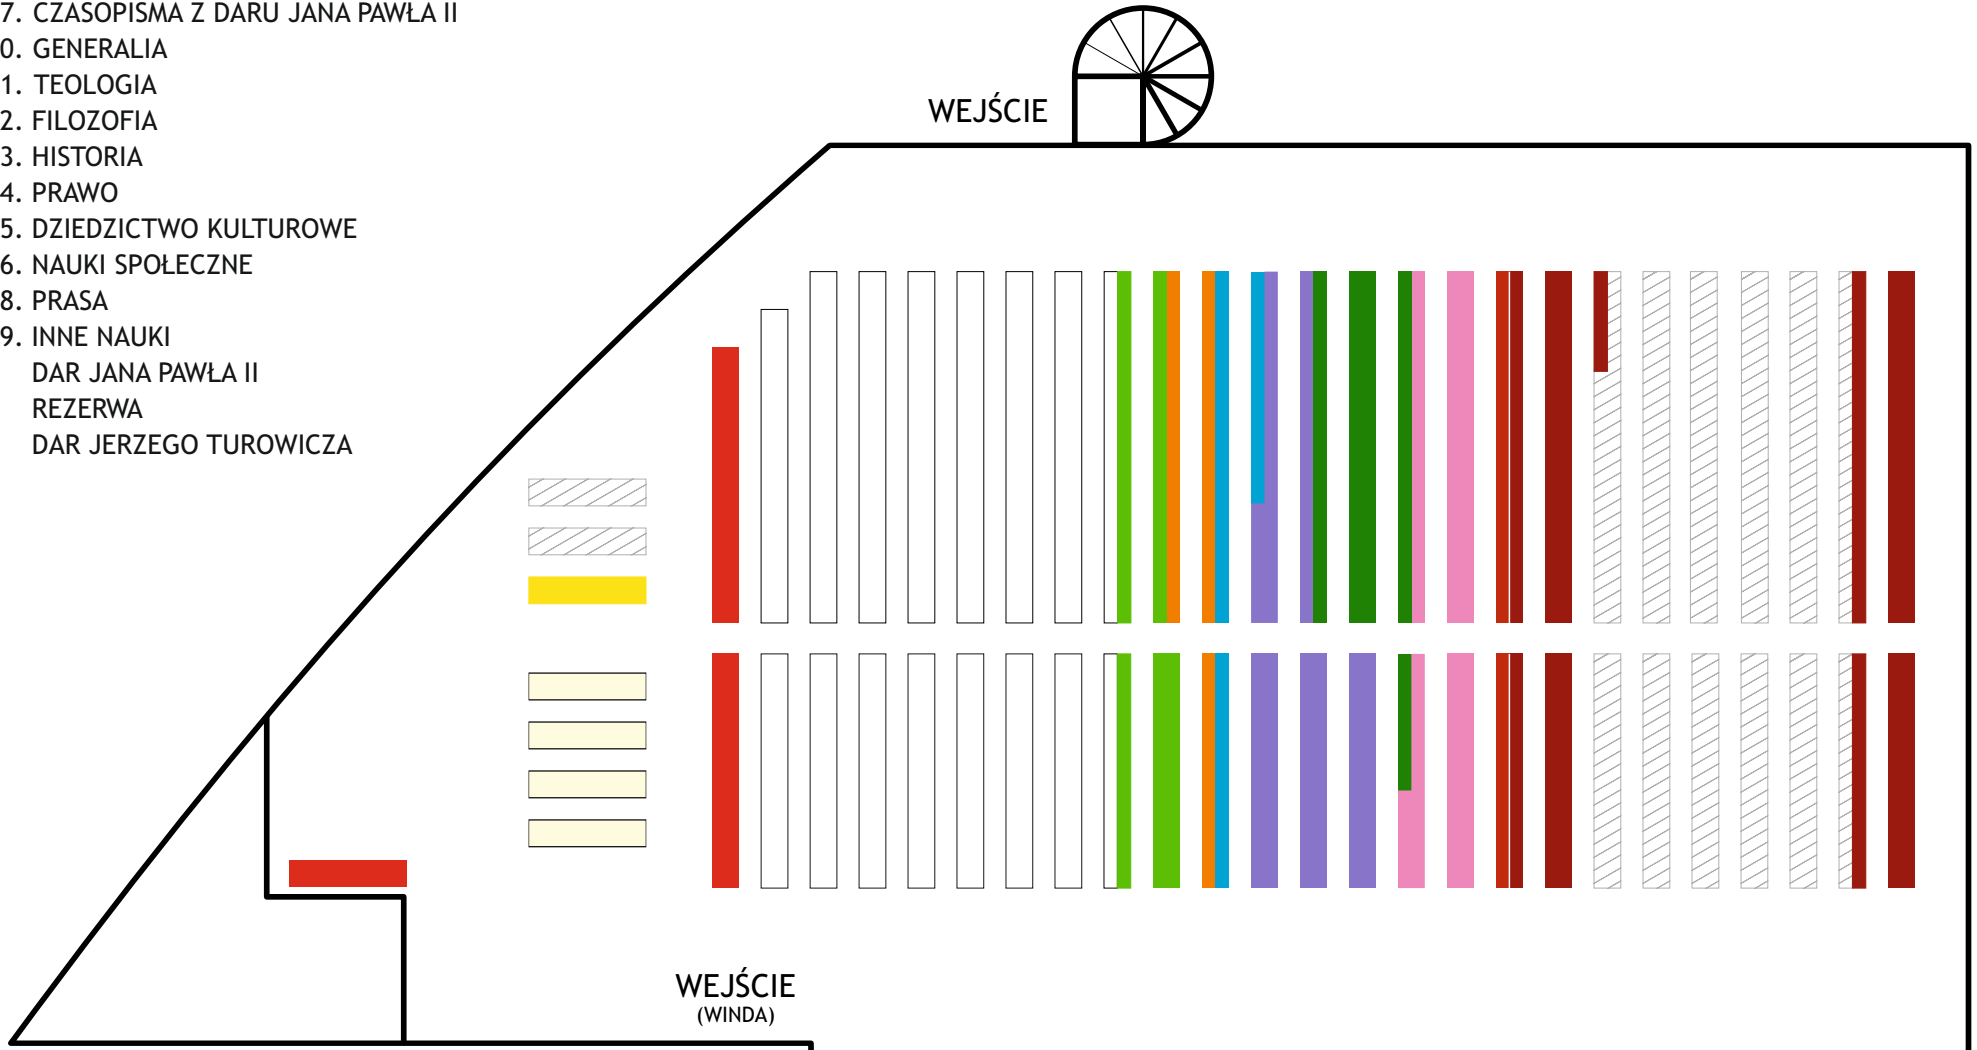 7. CZASOPISMA Z DARU JANA PAWŁA II
0. GENERALIA
1. TEOLOGIA
2. FILOZOFIA
3. HISTORIA
4. PRAWO
5. DZIEDZICTWO KULTUROWE
6. NAUKI SPOŁECZNE
8. PRASA
9. INNE NAUKI
DAR JANA PAWŁA II
REZERWA
DAR JERZEGO TUROWICZA
WEJŚCIE
WEJŚCIE
(WINDA)